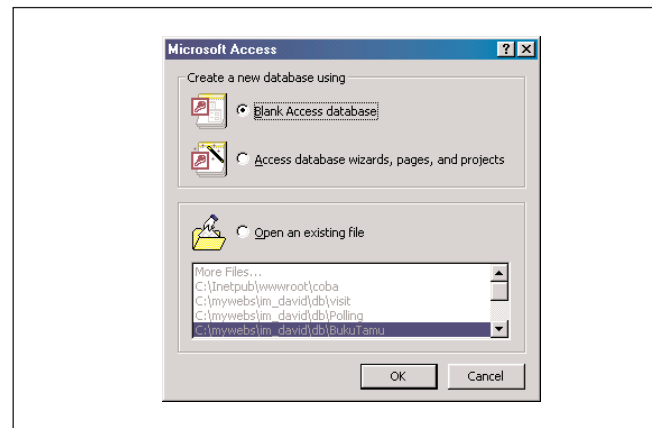 Microsoft Access
Create a new database using
Blank Access database
Access database wizards, pages, and projects
Open an existing file
More Files...
C:\Inetpub\wwwroot\coba
C:\mywebs\im_david\db\visit
C:\mywebs\im_david\db\Polling
C:\mywebs\im_david\db\BukuTamu
OK
Cancel